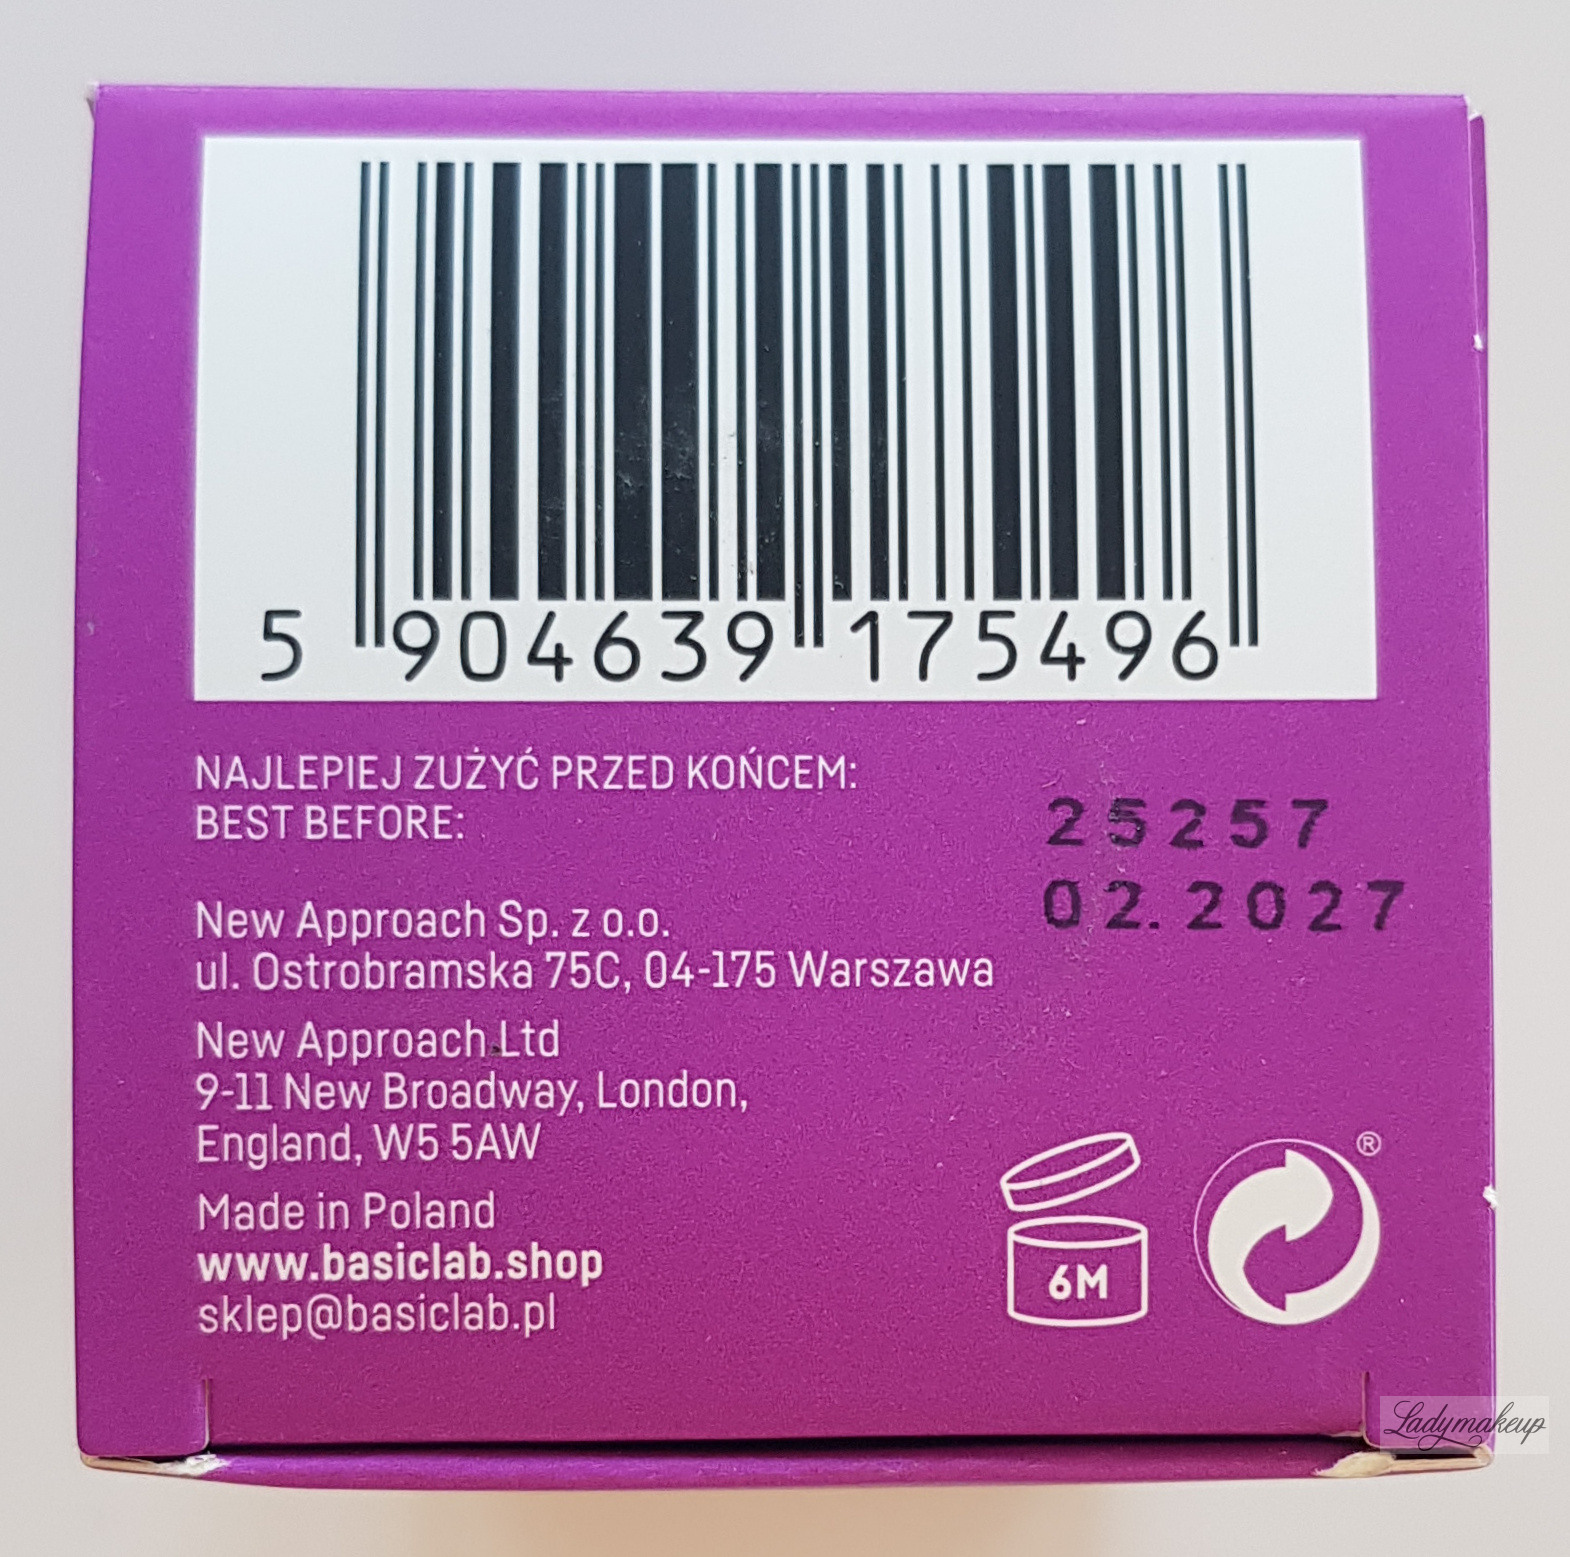 5 904639 175496
NAJLEPIEJ ZUŻYĆ PRZED KOŃCEM:
BEST BEFORE:
25257
02.2027
New Approach Sp. z o.o.
ul. Ostrobramska 75C, 04-175 Warszawa
New Approach Ltd
9-11 New Broadway, London,
England, W5 5AW
Made in Poland
www.basiclab.shop
sklep@basiclab.pl
6M
®
Ladymakeup